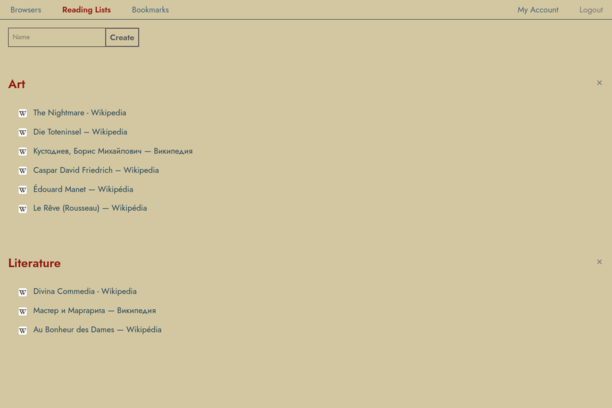 Browsers Reading Lists Bookmarks My Account Logout
Name Create
Art ×
W The Nightmare - Wikipedia
W Die Toteninsel – Wikipedia
W Кустодиев, Борис Михайлович — Википедия
W Caspar David Friedrich – Wikipedia
W Édouard Manet — Wikipédia
W Le Rêve (Rousseau) — Wikipédia
Literature ×
W Divina Commedia - Wikipedia
W Мастер и Маргарита — Википедия
W Au Bonheur des Dames — Wikipédia